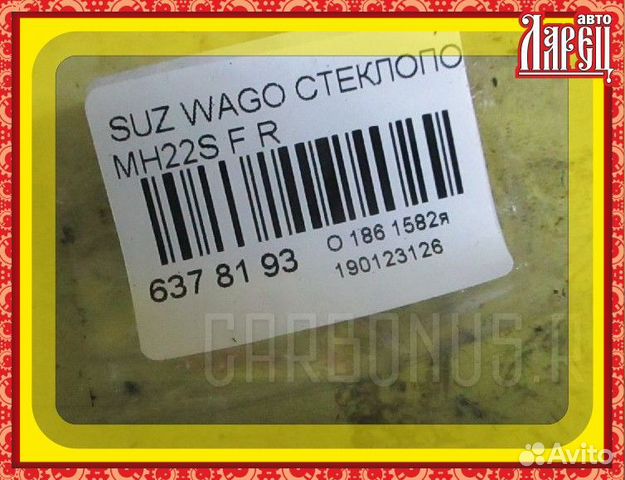 авто
Ларец
SUZ WAGO СТЕКЛОПО
MH22S F R
637 81 93
О 186 1582я
190123126
CARBONUS.R
Avito